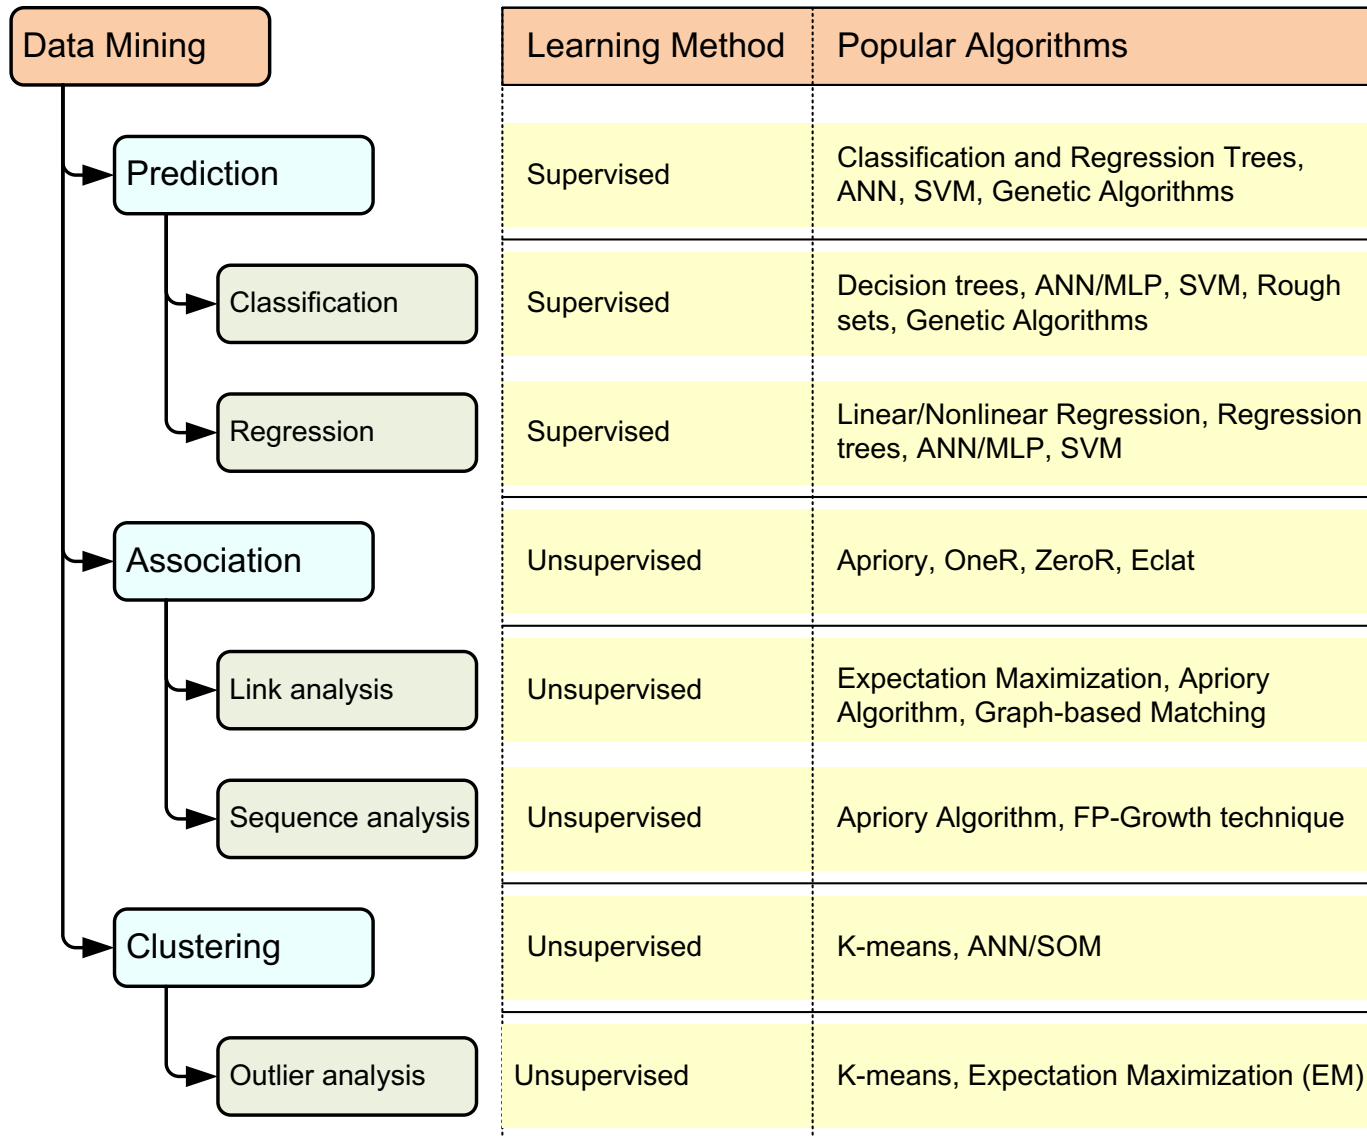 Data Mining
Learning Method
Popular Algorithms
Prediction
Supervised
Classification and Regression Trees,
ANN, SVM, Genetic Algorithms
Classification
Supervised
Decision trees, ANN/MLP, SVM, Rough
sets, Genetic Algorithms
Regression
Supervised
Linear/Nonlinear Regression, Regression
trees, ANN/MLP, SVM
Association
Unsupervised
Apriory, OneR, ZeroR, Eclat
Link analysis
Unsupervised
Expectation Maximization, Apriory
Algorithm, Graph-based Matching
Sequence analysis
Unsupervised
Apriory Algorithm, FP-Growth technique
Clustering
Unsupervised
K-means, ANN/SOM
Outlier analysis
Unsupervised
K-means, Expectation Maximization (EM)